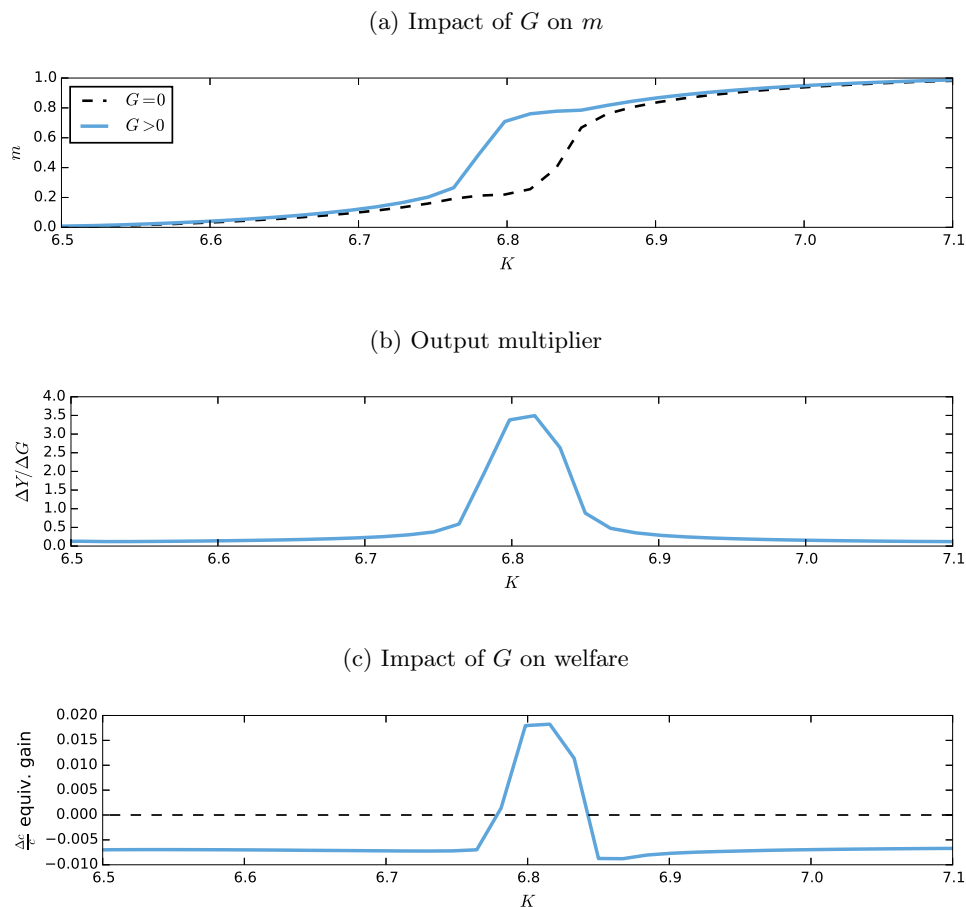 (a) Impact of G on m
1.0
0.8
0.6
0.4
0.2
0.0
m
G = 0
G > 0
6.5 6.6 6.7 6.8 6.9 7.0 7.1
K
(b) Output multiplier
4.0
3.5
3.0
2.5
2.0
1.5
1.0
0.5
0.0
ΔY/ΔG
6.5 6.6 6.7 6.8 6.9 7.0 7.1
K
(c) Impact of G on welfare
0.020
0.015
0.010
0.005
0.000
−0.005
−0.010
Δc/c equiv. gain
6.5 6.6 6.7 6.8 6.9 7.0 7.1
K